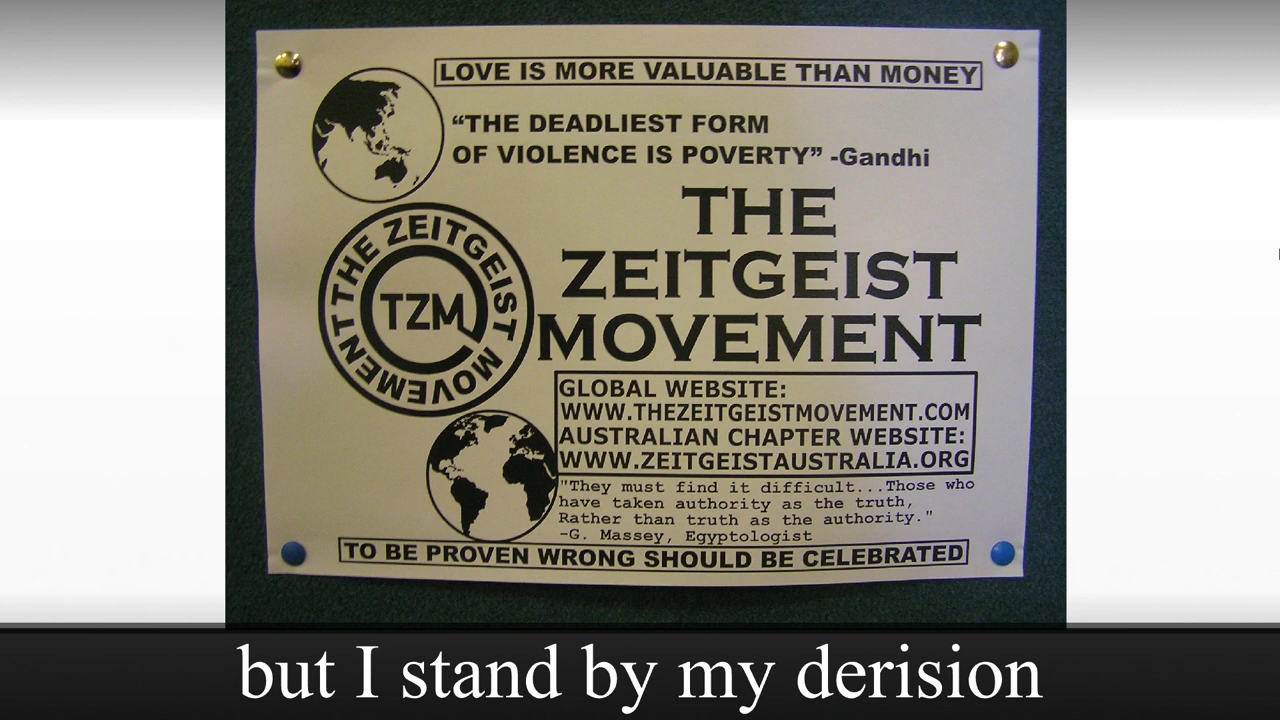 LOVE IS MORE VALUABLE THAN MONEY
“THE DEADLIEST FORM
OF VIOLENCE IS POVERTY” -Gandhi
THE
ZEITGEIST
MOVEMENT
THE ZEITGEIST MOVEMENT
TZM
GLOBAL WEBSITE:
WWW.THEZEITGEISTMOVEMENT.COM
AUSTRALIAN CHAPTER WEBSITE:
WWW.ZEITGEISTAUSTRALIA.ORG
"They must find it difficult...Those who
have taken authority as the truth,
Rather than truth as the authority."
-G. Massey, Egyptologist
TO BE PROVEN WRONG SHOULD BE CELEBRATED
but I stand by my derision